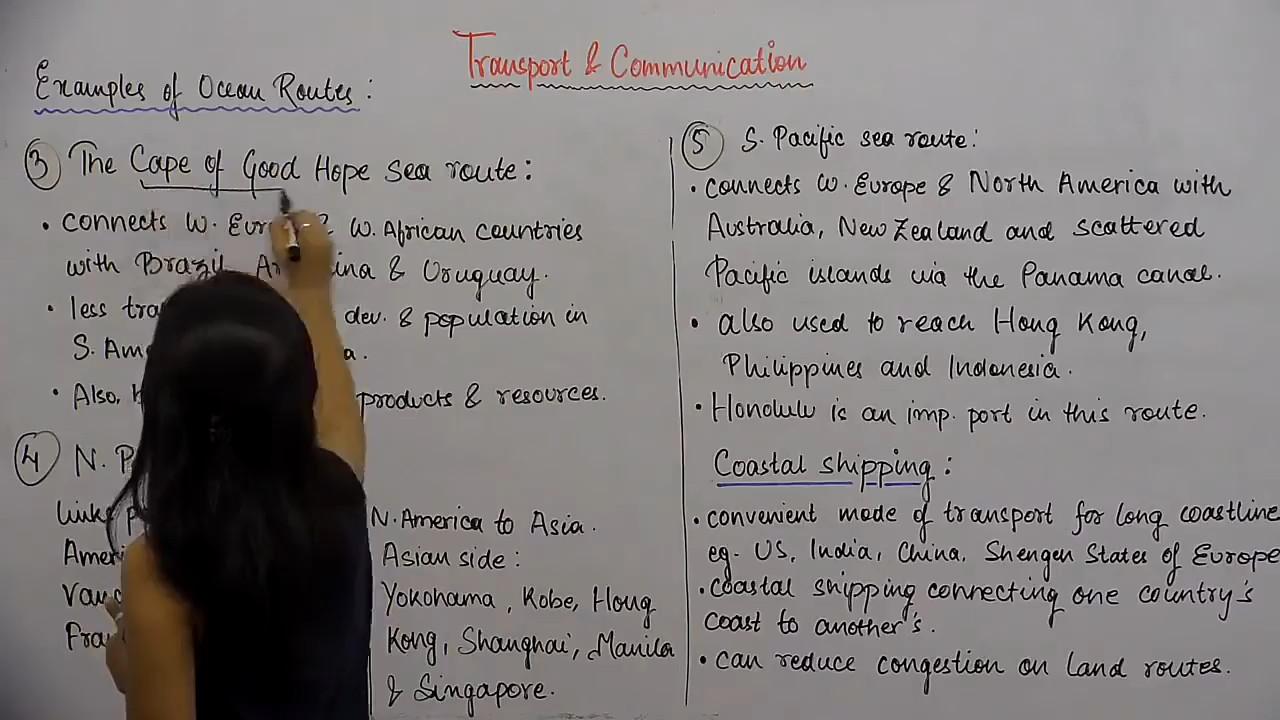 Transport & Communication
Examples of Ocean Routes:
3 The Cape of Good Hope Sea route:
• connects W. & W. African countries
with Brazil, & Uruguay.
• less dev. & population in
S.
• Also, products & resources.
4 N.
links N. America to Asia.
Asian side:
Yokohama, Kobe, Hong
Kong, Shanghai, Manila
& Singapore.
5 S. Pacific sea route:
• connects W. Europe & North America with
Australia, New Zealand and scattered
Pacific islands via the Panama canal.
• also used to reach Hong Kong,
Philippines and Indonesia.
• Honolulu is an imp. port in this route.
Coastal shipping:
• convenient mode of transport for long coastline
eg. US, India, China, Shengen States of Europe
• coastal shipping connecting one country's
coast to another's.
• can reduce congestion on land routes.